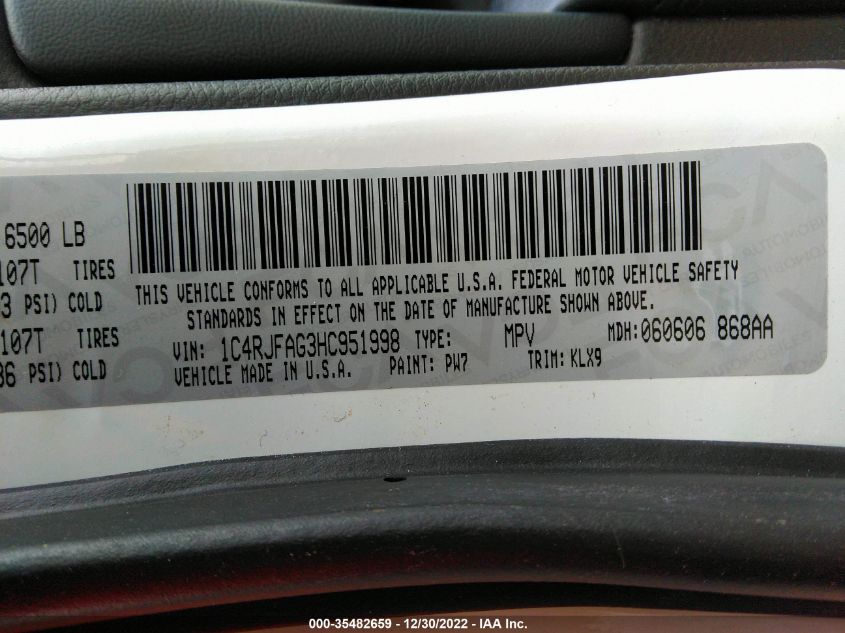 6500 LB
107T TIRES
3 PSI) COLD
107T TIRES
36 PSI) COLD
THIS VEHICLE CONFORMS TO ALL APPLICABLE U.S.A. FEDERAL MOTOR VEHICLE SAFETY
STANDARDS IN EFFECT ON THE DATE OF MANUFACTURE SHOWN ABOVE.
VIN: 1C4RJFAG3HC951998 TYPE: MPV MDH:060606 868AA
VEHICLE MADE IN U.S.A. PAINT: PW7 TRIM: KLX9
000-35482659 - 12/30/2022 - IAA Inc.